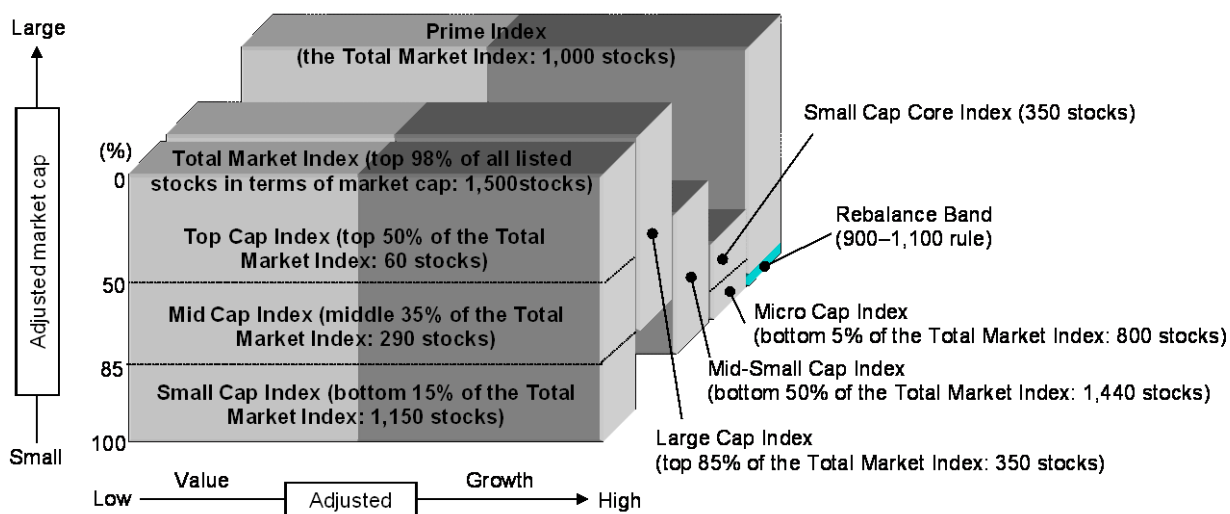 Large
Adjusted market cap
Small
Prime Index
(the Total Market Index: 1,000 stocks)
(%)
0
50
85
100
Total Market Index (top 98% of all listed
stocks in terms of market cap: 1,500stocks)
Top Cap Index (top 50% of the Total
Market Index: 60 stocks)
Mid Cap Index (middle 35% of the Total
Market Index: 290 stocks)
Small Cap Index (bottom 15% of the Total
Market Index: 1,150 stocks)
Small Cap Core Index (350 stocks)
Rebalance Band
(900–1,100 rule)
Micro Cap Index
(bottom 5% of the Total Market Index: 800 stocks)
Mid-Small Cap Index
(bottom 50% of the Total Market Index: 1,440 stocks)
Large Cap Index
(top 85% of the Total Market Index: 350 stocks)
Low
Value
Adjusted
Growth
High